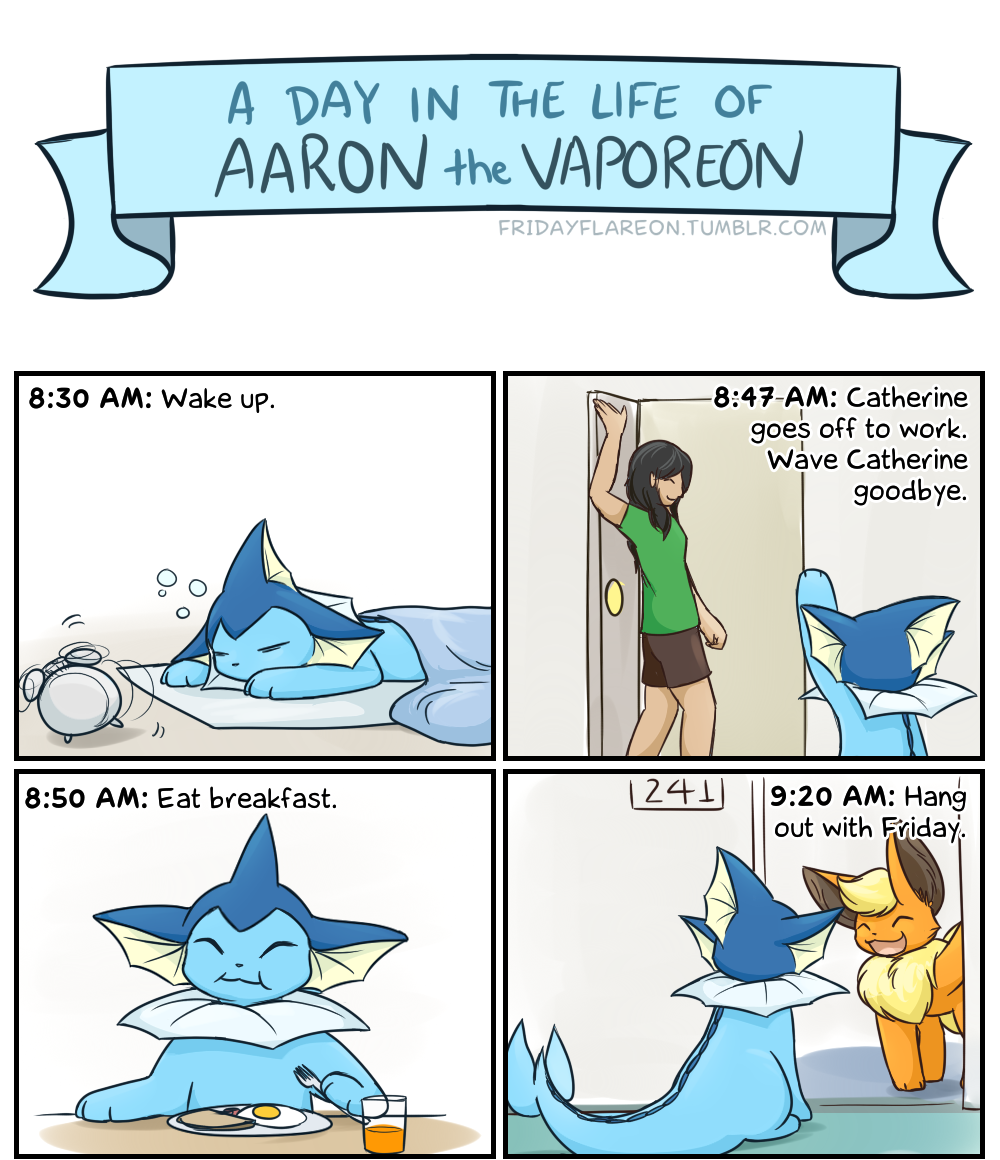 A DAY IN THE LIFE OF
AARON the VAPOREON
FRIDAYFLAREON.TUMBLR.COM
8:30 AM: Wake up.
8:47 AM: Catherine
goes off to work.
Wave Catherine
goodbye.
8:50 AM: Eat breakfast.
241
9:20 AM: Hang
out with Friday.